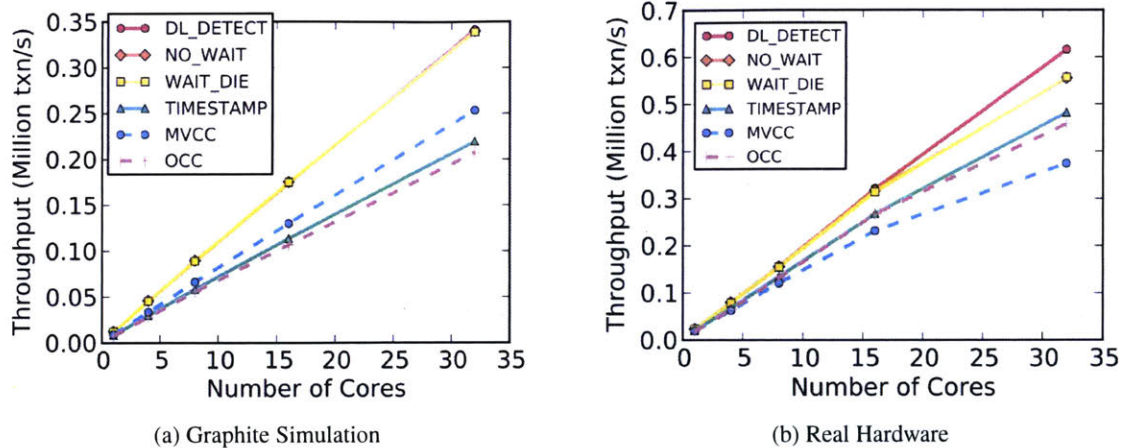 0.35
0.30
0.25
0.20
0.15
0.10
0.05
0.00
Throughput (Million txn/s)
DL_DETECT
NO_WAIT
WAIT_DIE
TIMESTAMP
MVCC
OCC
0 5 10 15 20 25 30 35
Number of Cores
(a) Graphite Simulation
0.7
0.6
0.5
0.4
0.3
0.2
0.1
0.0
Throughput (Million txn/s)
DL_DETECT
NO_WAIT
WAIT_DIE
TIMESTAMP
MVCC
OCC
0 5 10 15 20 25 30 35
Number of Cores
(b) Real Hardware